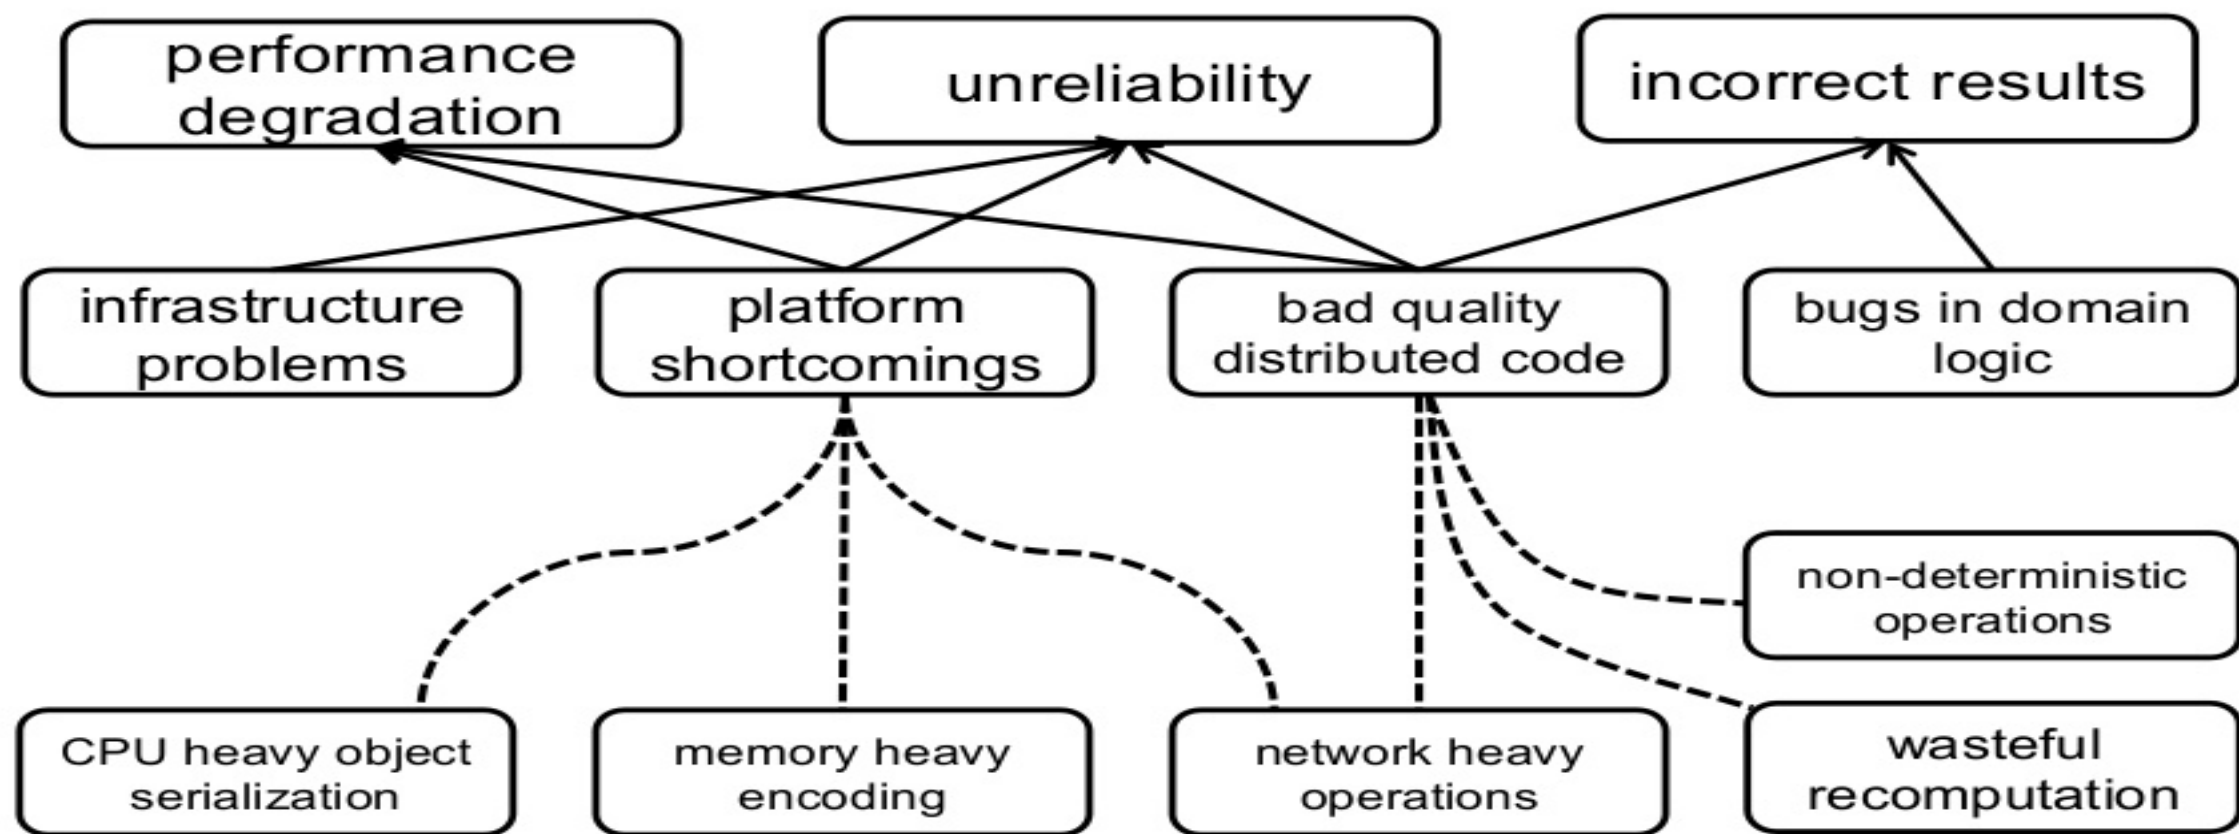 performance
degradation
unreliability
incorrect results
infrastructure
problems
platform
shortcomings
bad quality
distributed code
bugs in domain
logic
non-deterministic
operations
CPU heavy object
serialization
memory heavy
encoding
network heavy
operations
wasteful
recomputation